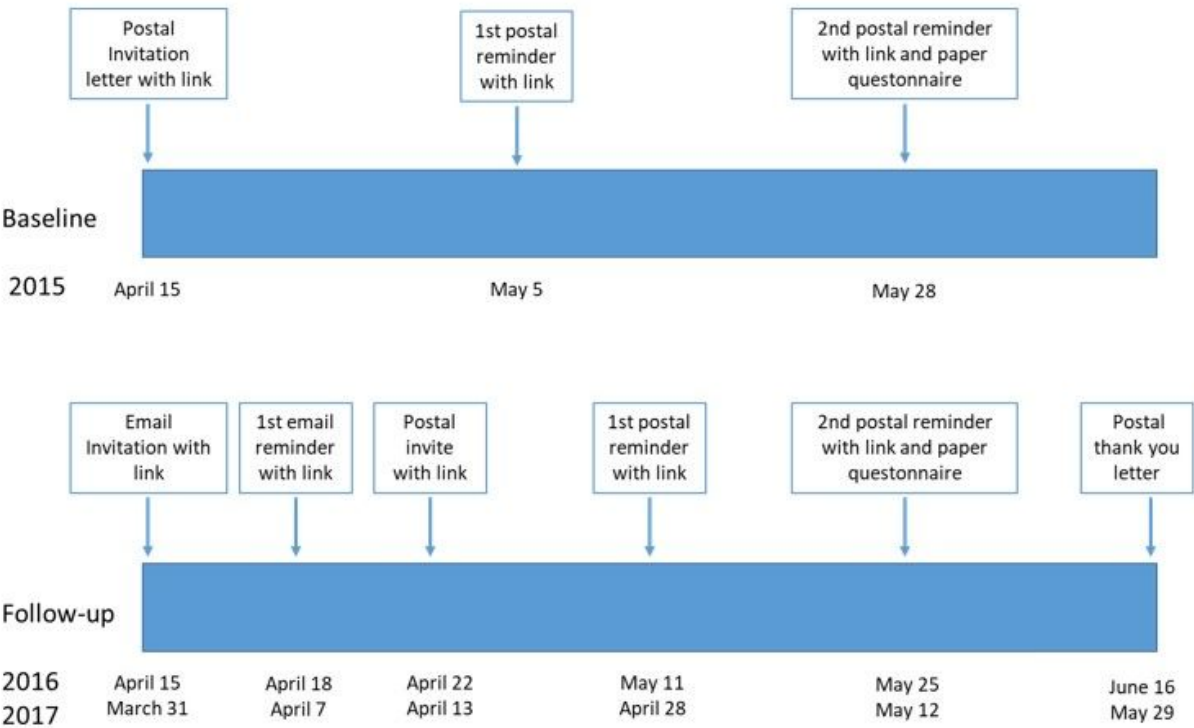 Postal
Invitation
letter with link
1st postal
reminder
with link
2nd postal reminder
with link and paper
questonnaire
Baseline
2015 April 15 May 5 May 28
Email
Invitation with
link
1st email
reminder
with link
Postal
invite
with link
1st postal
reminder
with link
2nd postal reminder
with link and paper
questonnaire
Postal
thank you
letter
Follow-up
2016 April 15 April 18 April 22 May 11 May 25 June 16
2017 March 31 April 7 April 13 April 28 May 12 May 29